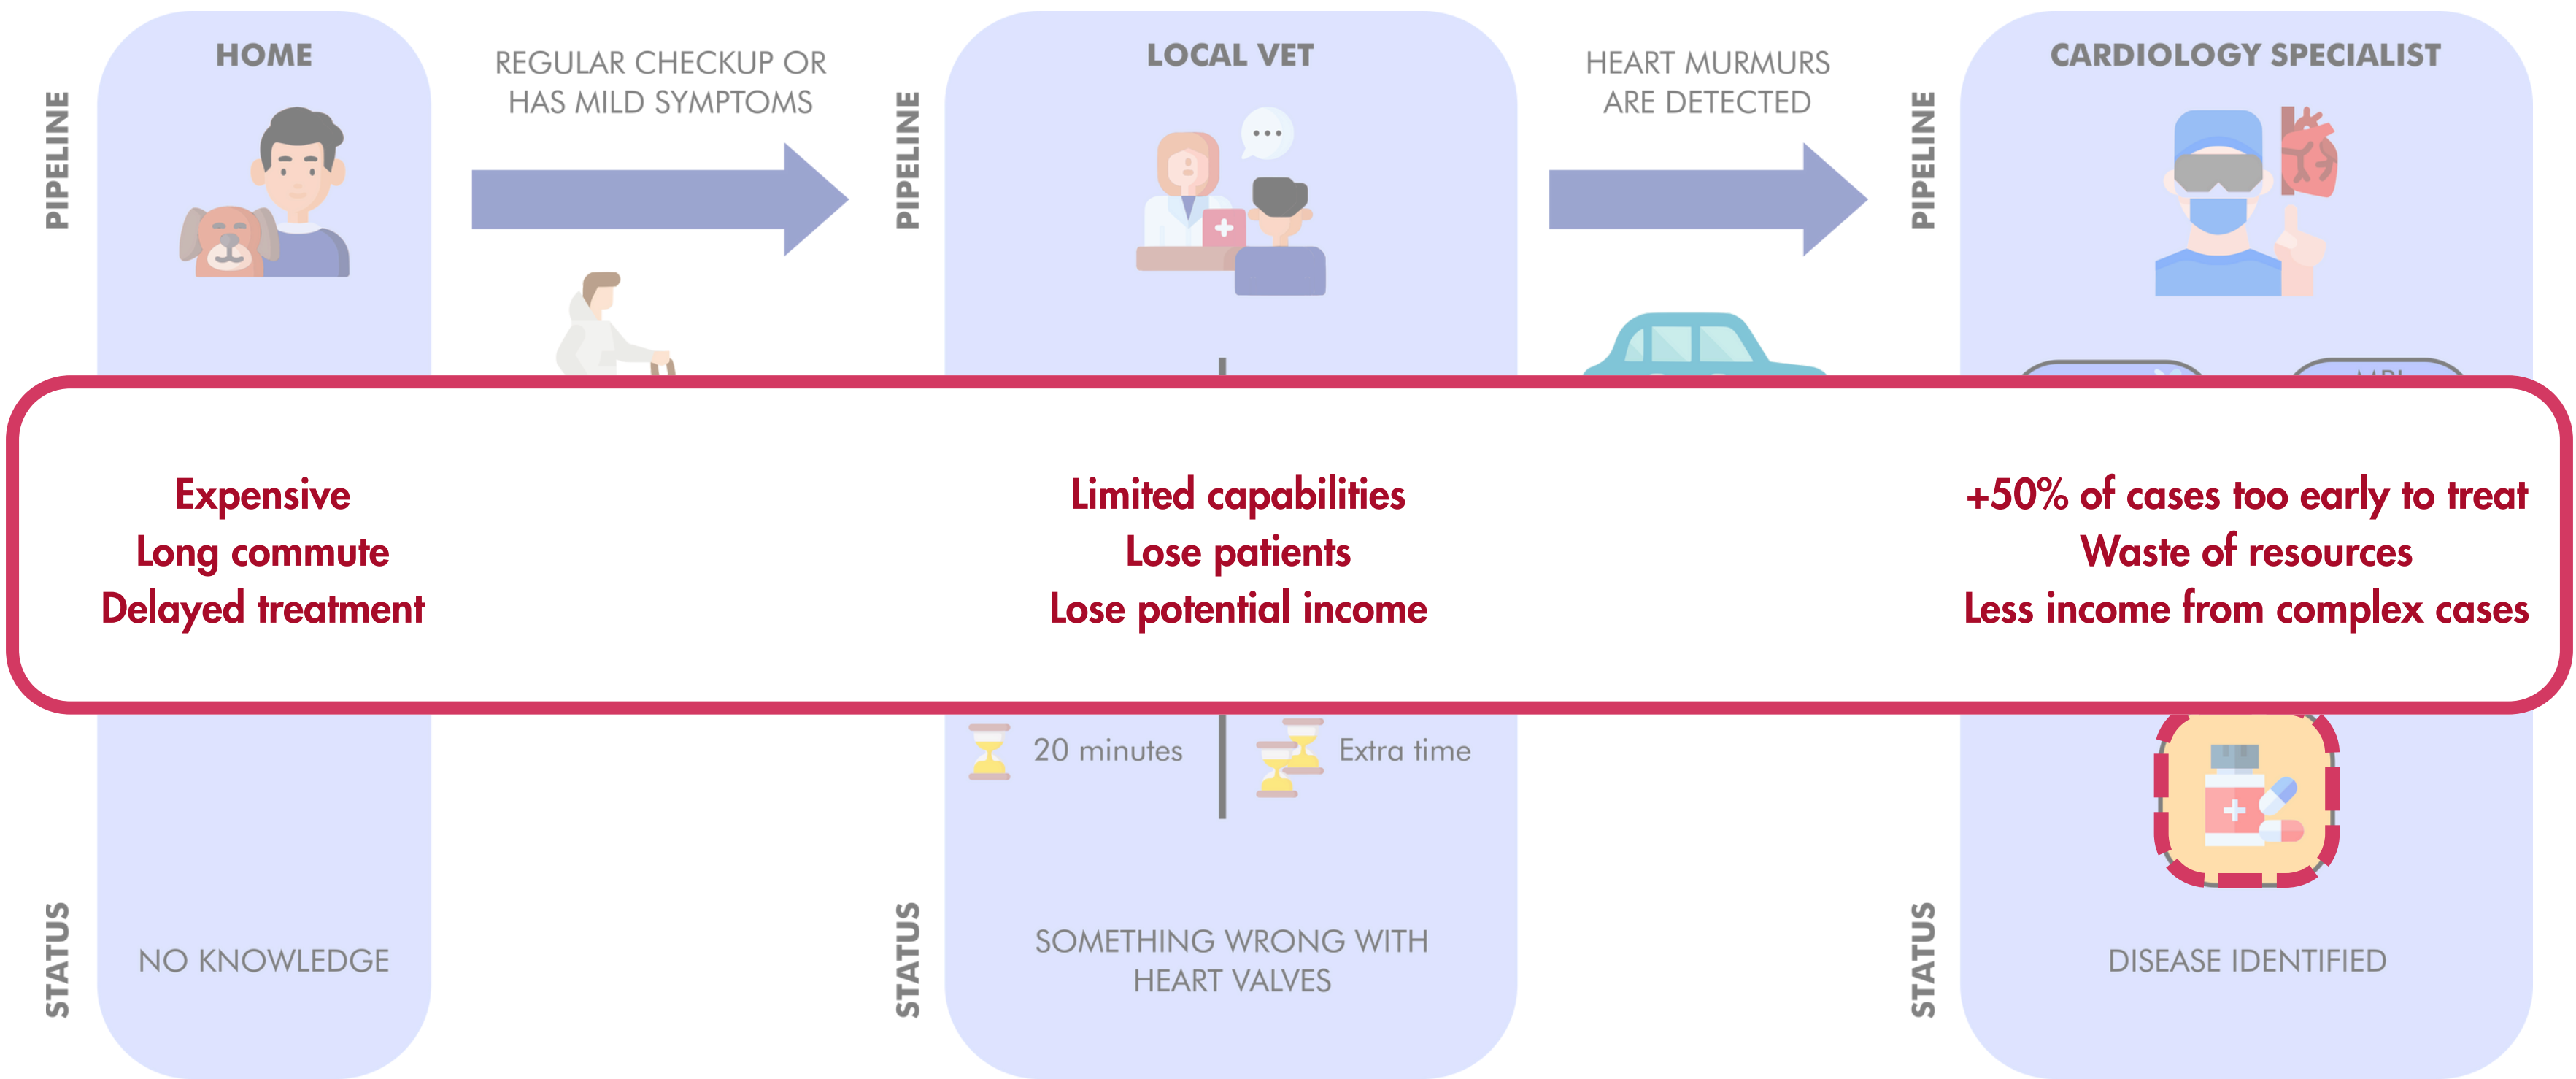 HOME
REGULAR CHECKUP OR
HAS MILD SYMPTOMS
LOCAL VET
HEART MURMURS
ARE DETECTED
CARDIOLOGY SPECIALIST
PIPELINE
PIPELINE
PIPELINE
Expensive
Long commute
Delayed treatment
Limited capabilities
Lose patients
Lose potential income
+50% of cases too early to treat
Waste of resources
Less income from complex cases
20 minutes
Extra time
STATUS
NO KNOWLEDGE
STATUS
SOMETHING WRONG WITH
HEART VALVES
STATUS
DISEASE IDENTIFIED